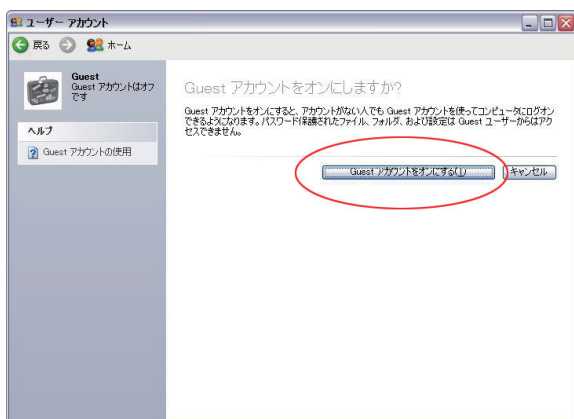 ユーザー アカウント
戻る ホーム
Guest
Guest アカウントはオフ
です
ヘルプ
Guest アカウントの使用
Guest アカウントをオンにしますか?
Guest アカウントをオンにすると、アカウントがない人でも Guest アカウントを使ってコンピュータにログオン
できるようになります。パスワード保護されたファイル、フォルダ、および設定は Guest ユーザーからはアク
セスできません。
Guest アカウントをオンにする(T) キャンセル